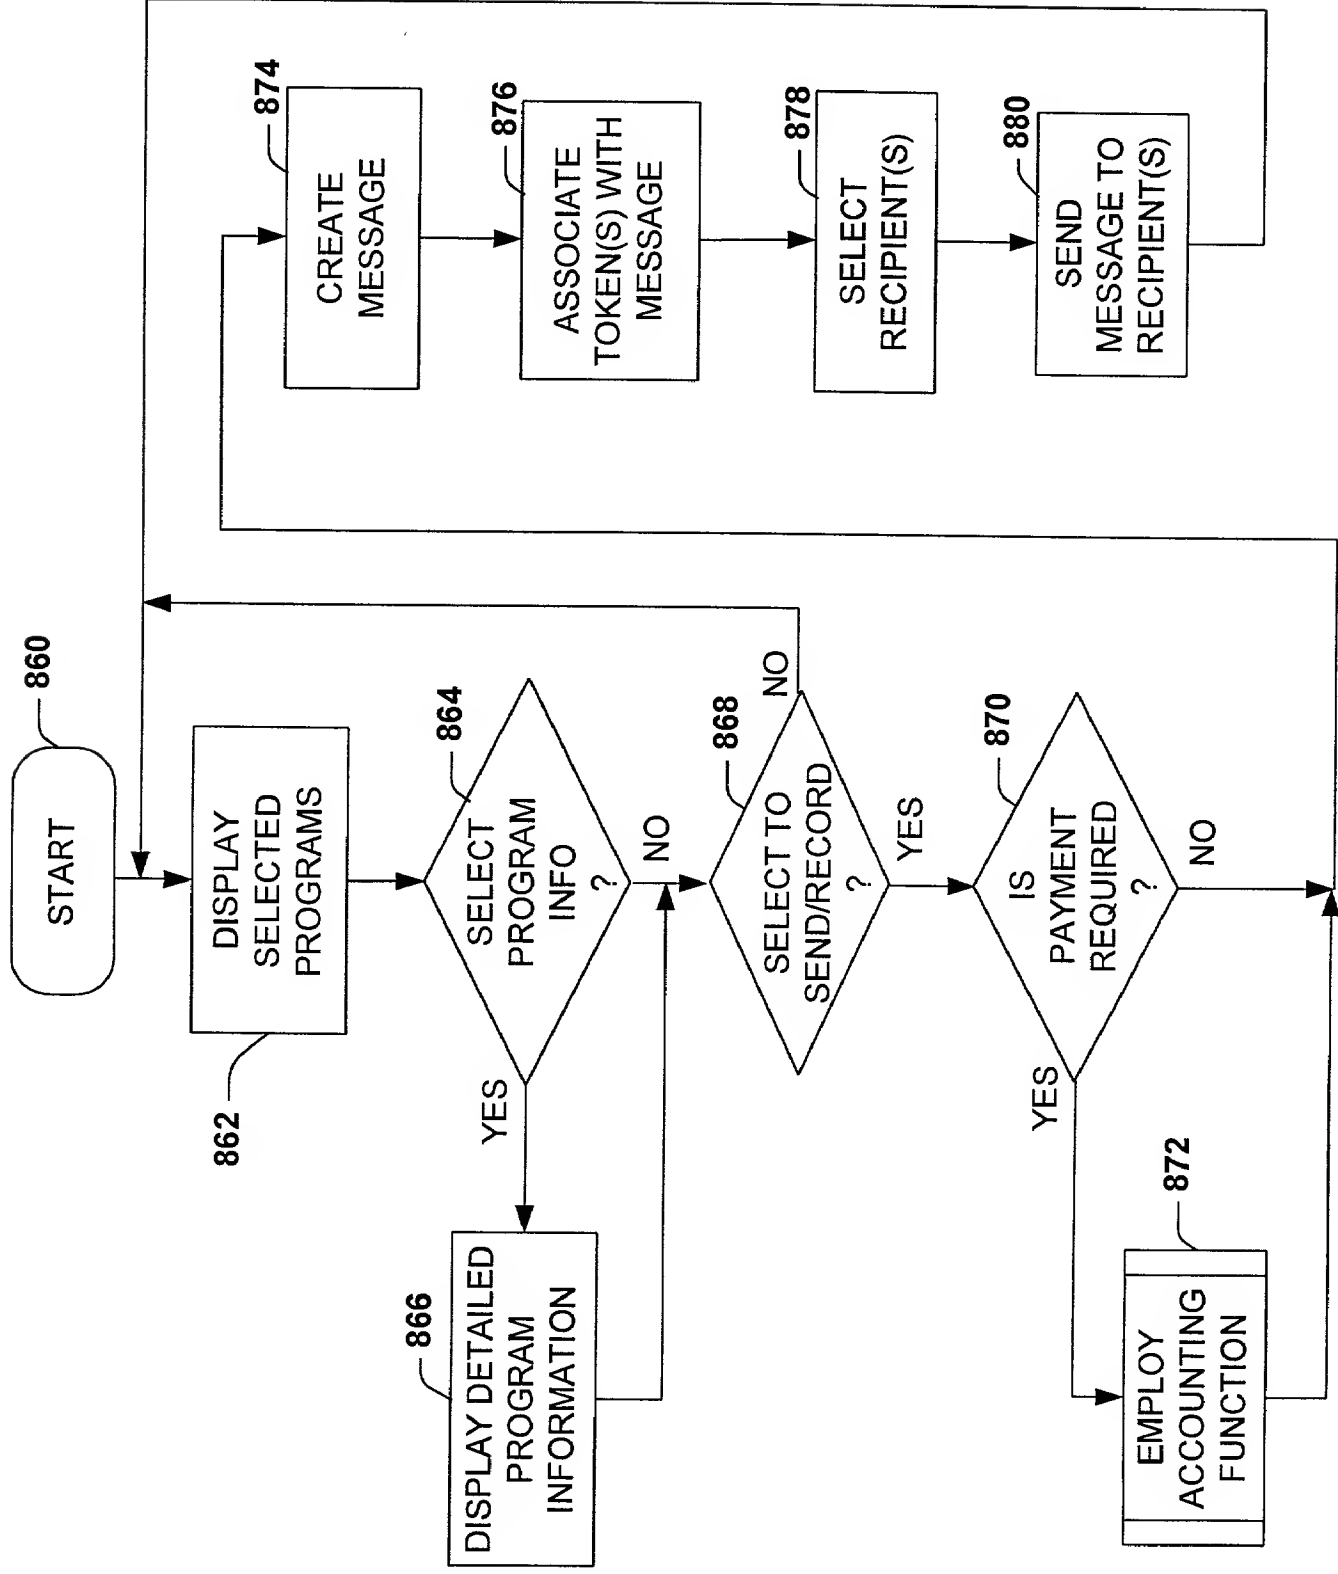 START
860
DISPLAY
SELECTED
PROGRAMS
862
SELECT
PROGRAM
INFO
?
864
YES
NO
DISPLAY DETAILED
PROGRAM
INFORMATION
866
SELECT TO
SEND/RECORD
?
868
NO
YES
IS
PAYMENT
REQUIRED
?
870
YES
NO
EMPLOY
ACCOUNTING
FUNCTION
872
CREATE
MESSAGE
874
ASSOCIATE
TOKEN(S) WITH
MESSAGE
876
SELECT
RECIPIENT(S)
878
SEND
MESSAGE TO
RECIPIENT(S)
880